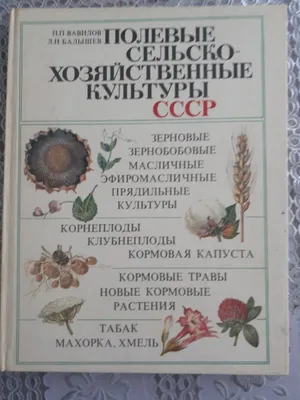 П.П. ВАВИЛОВ
Л.Н. БАЛЫШЕВ
ПОЛЕВЫЕ
СЕЛЬСКО-
ХОЗЯЙСТВЕННЫЕ
КУЛЬТУРЫ
СССР
ЗЕРНОВЫЕ
ЗЕРНОБОБОВЫЕ
МАСЛИЧНЫЕ
ЭФИРОМАСЛИЧНЫЕ
ПРЯДИЛЬНЫЕ
КУЛЬТУРЫ
КОРНЕПЛОДЫ
КЛУБНЕПЛОДЫ
КОРМОВАЯ КАПУСТА
КОРМОВЫЕ ТРАВЫ
НОВЫЕ КОРМОВЫЕ
РАСТЕНИЯ
ТАБАК
МАХОРКА, ХМЕЛЬ